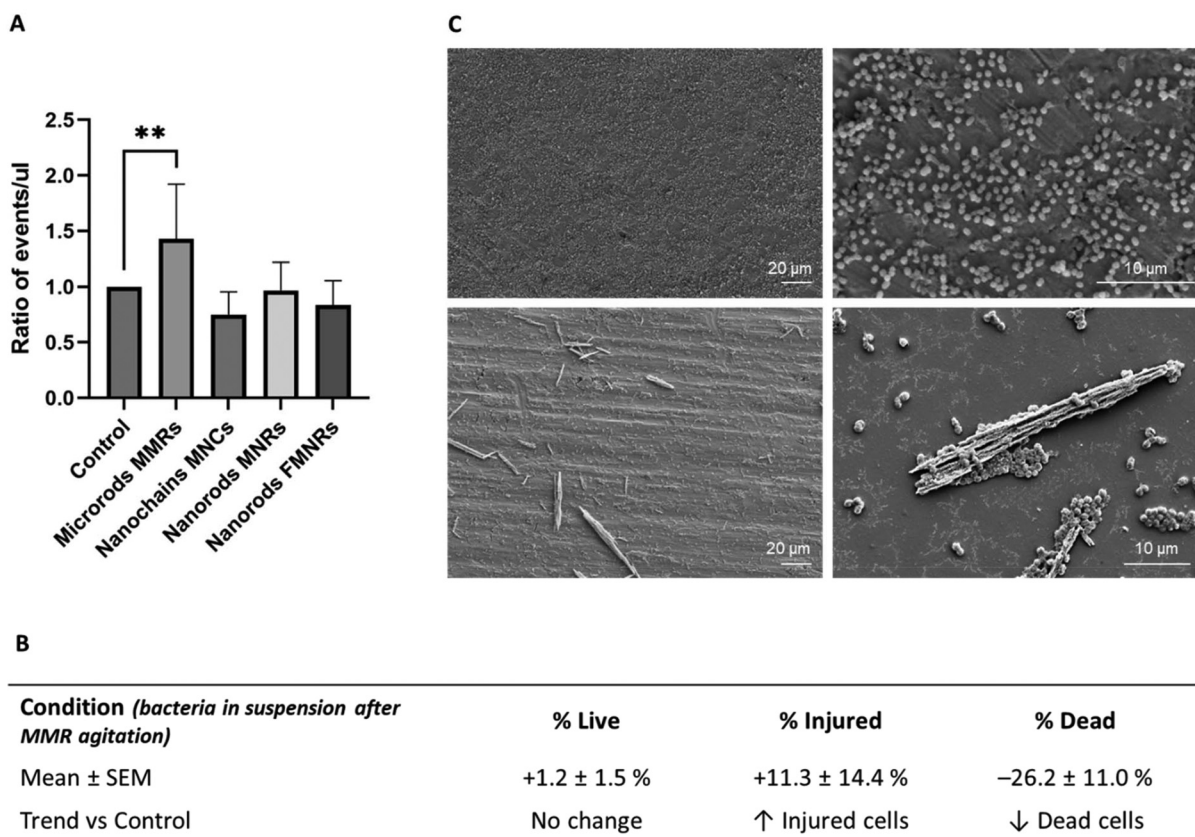 A
C
Ratio of events/ul
2.5
2.0
1.5
1.0
0.5
0.0
**
Control
Microrods MMRs
Nanochains MNCs
Nanorods MNRs
Nanorods FMNRs
20 µm
10 µm
20 µm
10 µm
B
Condition (bacteria in suspension after MMR agitation) % Live % Injured % Dead
Mean ± SEM +1.2 ± 1.5 % +11.3 ± 14.4 % −26.2 ± 11.0 %
Trend vs Control No change ↑ Injured cells ↓ Dead cells